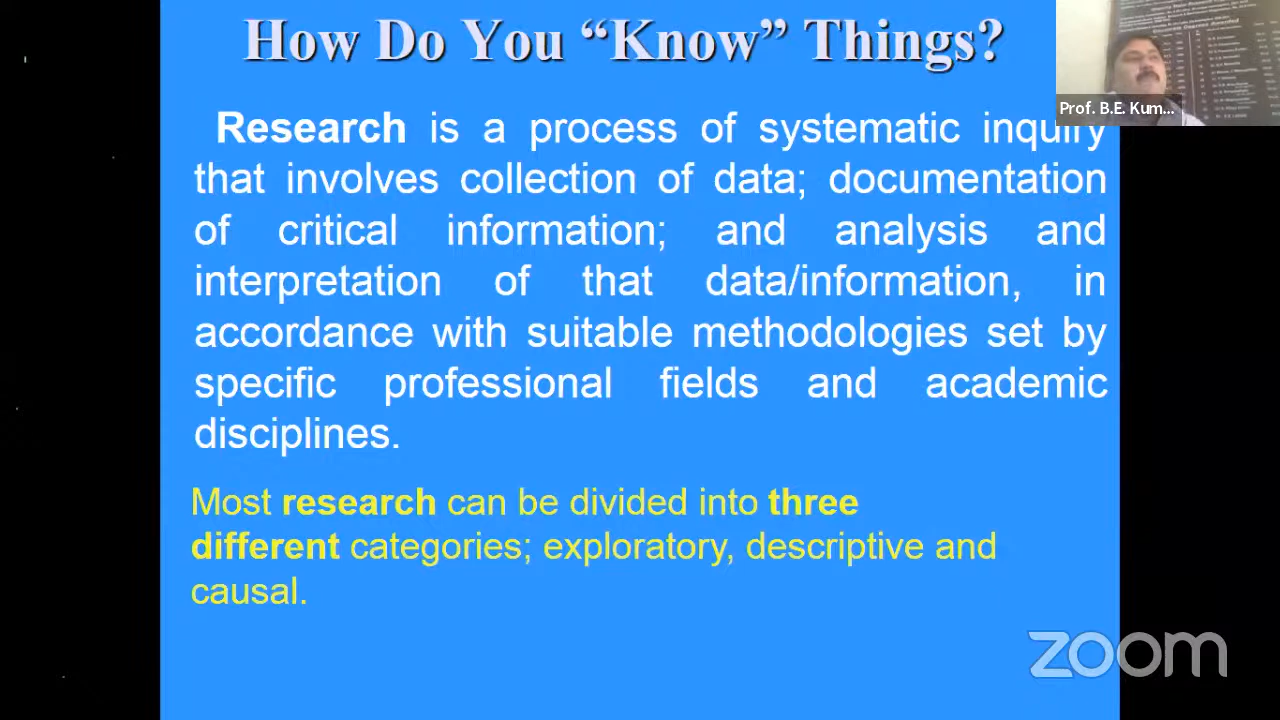 How Do You “Know” Things?
Prof. B.E. Kum...
Research is a process of systematic inquiry
that involves collection of data; documentation
of critical information; and analysis and
interpretation of that data/information, in
accordance with suitable methodologies set by
specific professional fields and academic
disciplines.
Most research can be divided into three
different categories; exploratory, descriptive and
causal.
zoom